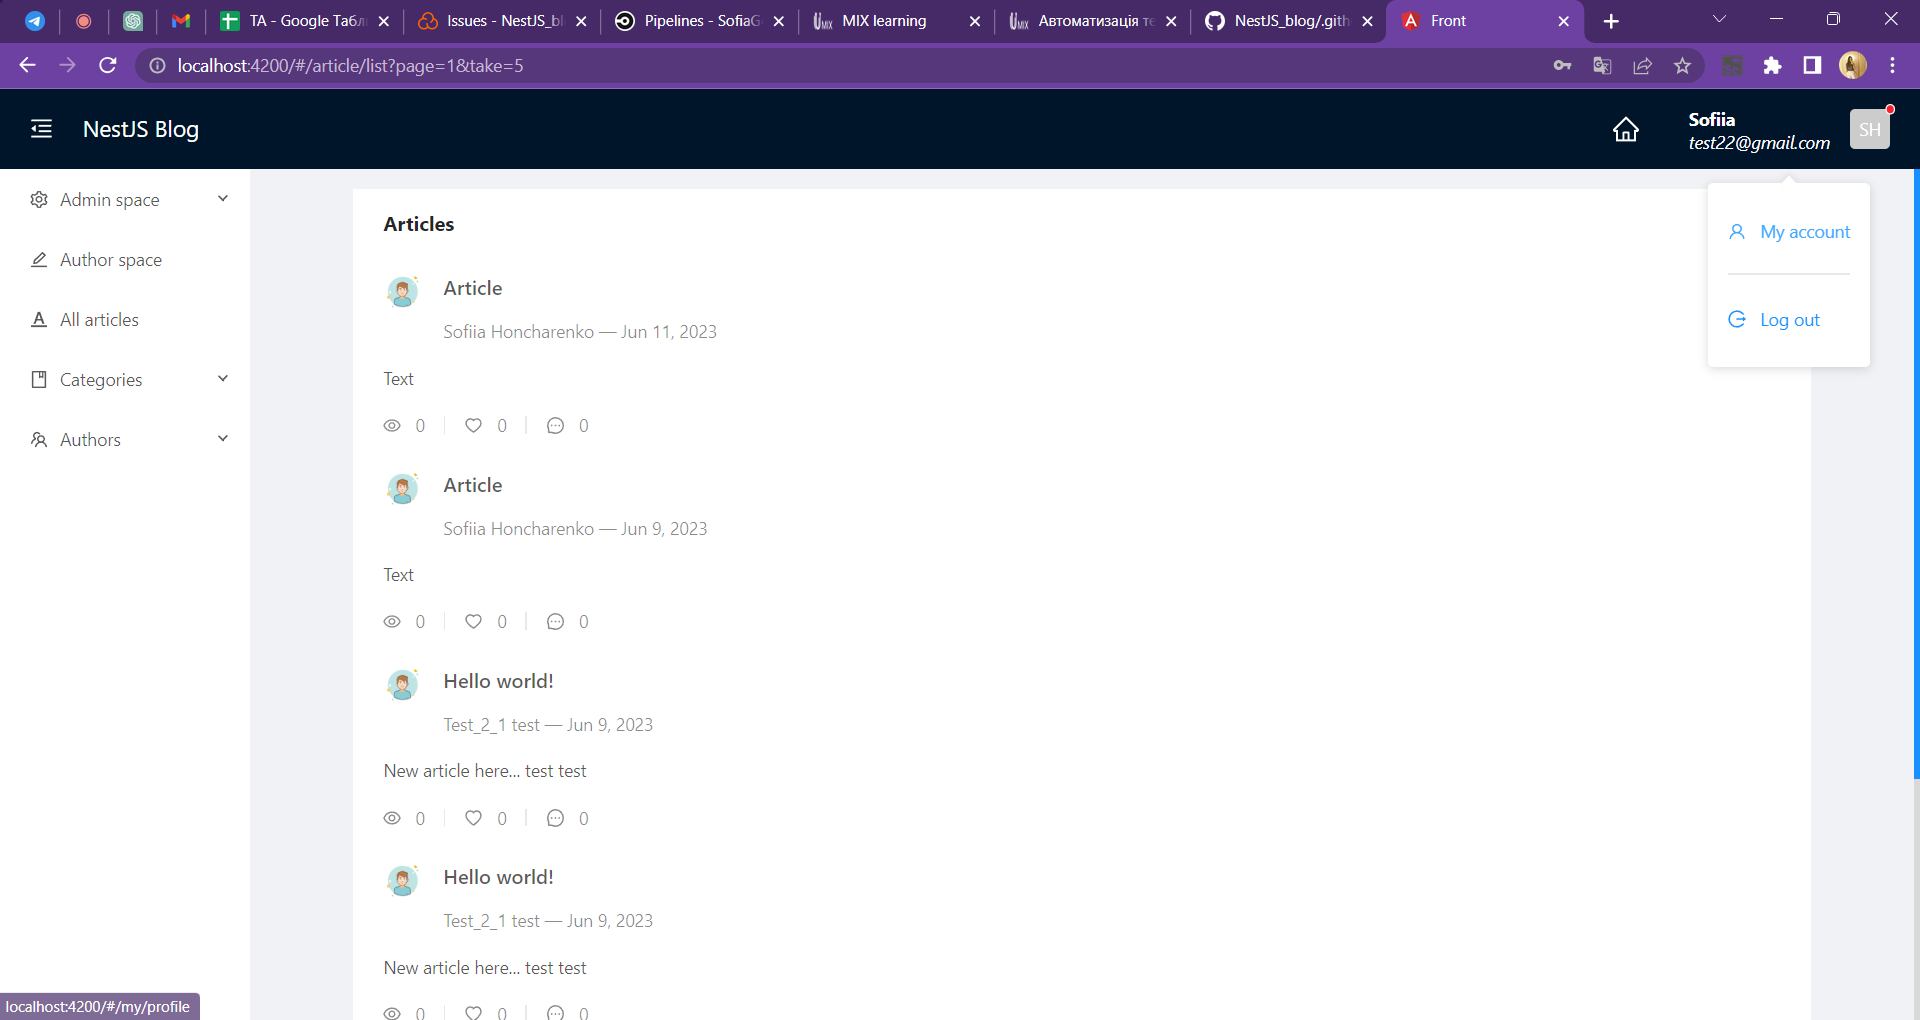 TA - Google Табл
Issues - NestJS_bl
Pipelines - SofiaG
MIX learning
Автоматизація те
NestJS_blog/.gith
Front
localhost:4200/#/article/list?page=1&take=5
NestJS Blog
Sofiia
test22@gmail.com
SH
Admin space
Author space
All articles
Categories
Authors
My account
Log out
Articles
Article
Sofiia Honcharenko — Jun 11, 2023
Text
0 0 0
Article
Sofiia Honcharenko — Jun 9, 2023
Text
0 0 0
Hello world!
Test_2_1 test — Jun 9, 2023
New article here... test test
0 0 0
Hello world!
Test_2_1 test — Jun 9, 2023
New article here... test test
0 0 0
localhost:4200/#/my/profile